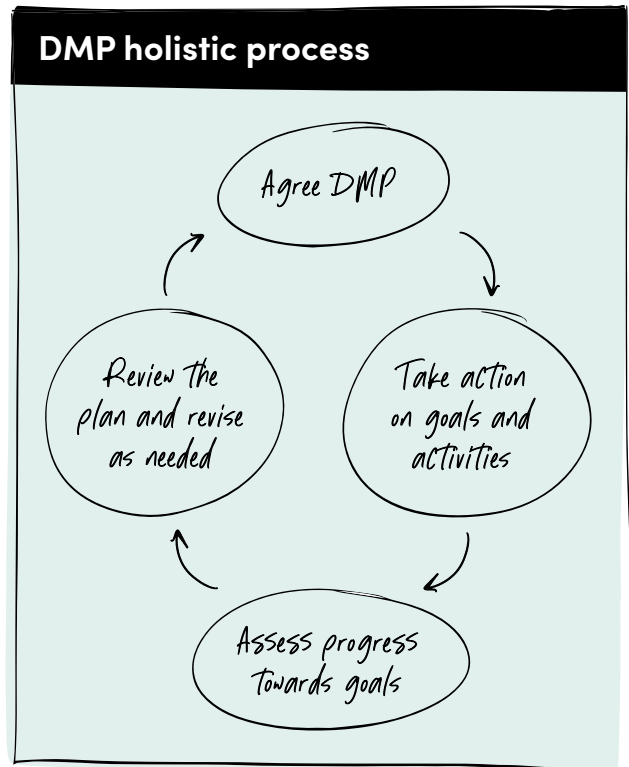 DMP holistic process
Agree DMP
Take action
on goals and
activities
Assess progress
towards goals
Review the
plan and revise
as needed